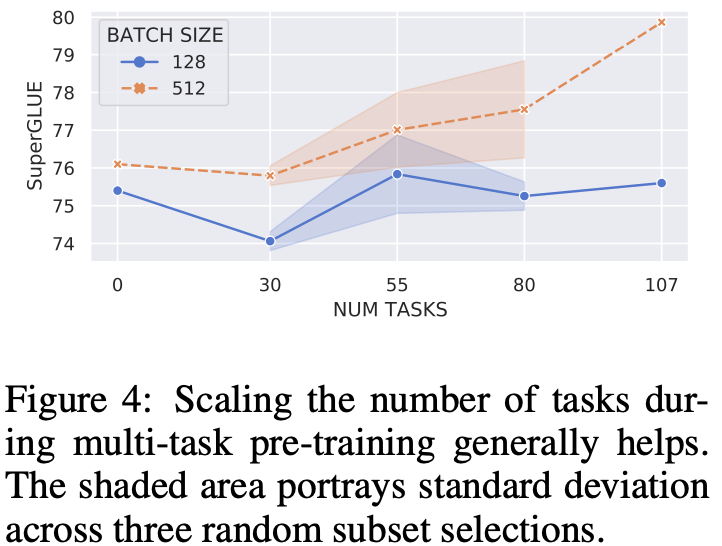 80
79
78
77
76
75
74
SuperGLUE
BATCH SIZE
128
512
0 30 55 80 107
NUM TASKS
Figure 4: Scaling the number of tasks dur-
ing multi-task pre-training generally helps.
The shaded area portrays standard deviation
across three random subset selections.